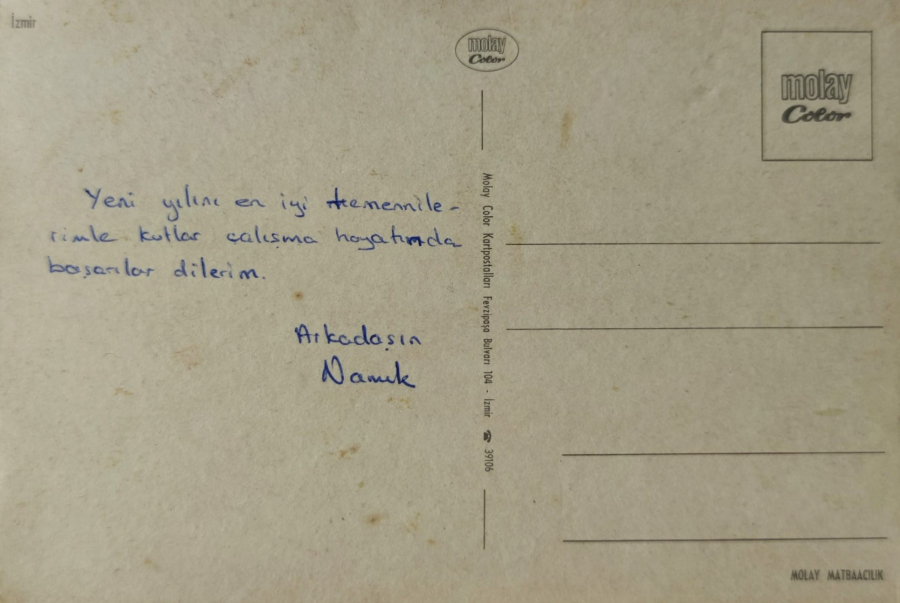 İzmir
molay
Color
molay
Color
Yeni yılını en iyi temennile-
rimle kutlar çalışma hayatında
başarılar dilerim.
Arkadaşın
Namık
Molay Color Kartpostalları Fevzipaşa Bulvarı 104 - İzmir ☎ 39106
MOLAY MATBAACILIK